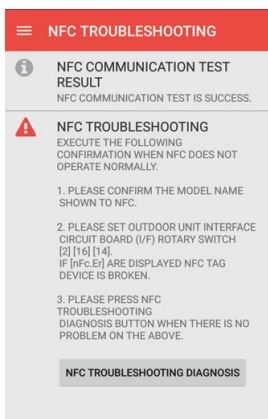 NFC TROUBLESHOOTING
NFC COMMUNICATION TEST
RESULT
NFC COMMUNICATION TEST IS SUCCESS.
NFC TROUBLESHOOTING
EXECUTE THE FOLLOWING
CONFIRMATION WHEN NFC DOES NOT
OPERATE NORMALLY.
1. PLEASE CONFIRM THE MODEL NAME
SHOWN TO NFC.
2. PLEASE SET OUTDOOR UNIT INTERFACE
CIRCUIT BOARD (I/F) ROTARY SWITCH
[2] [16] [14].
IF [nFc.Er] ARE DISPLAYED NFC TAG
DEVICE IS BROKEN.
3. PLEASE PRESS NFC
TROUBLESHOOTING
DIAGNOSIS BUTTON WHEN THERE IS NO
PROBLEM ON THE ABOVE.
NFC TROUBLESHOOTING DIAGNOSIS